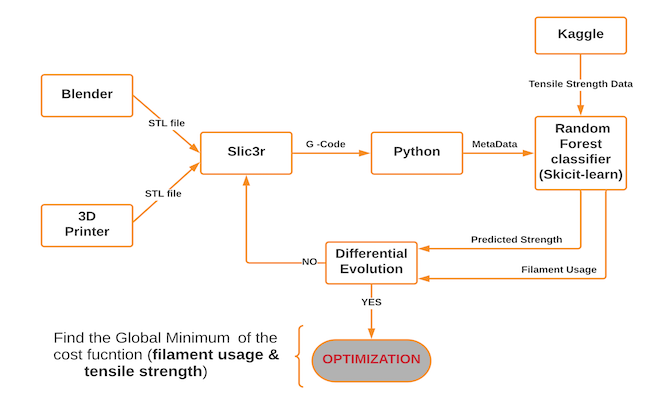 Kaggle
Tensile Strength Data
Blender
STL file
Slic3r
G -Code
Python
MetaData
Random
Forest
classifier
(Skicit-learn)
STL file
3D
Printer
Predicted Strength
Filament Usage
Differential
Evolution
NO
YES
Find the Global Minimum of the
cost fucntion (filament usage &
tensile strength)
OPTIMIZATION